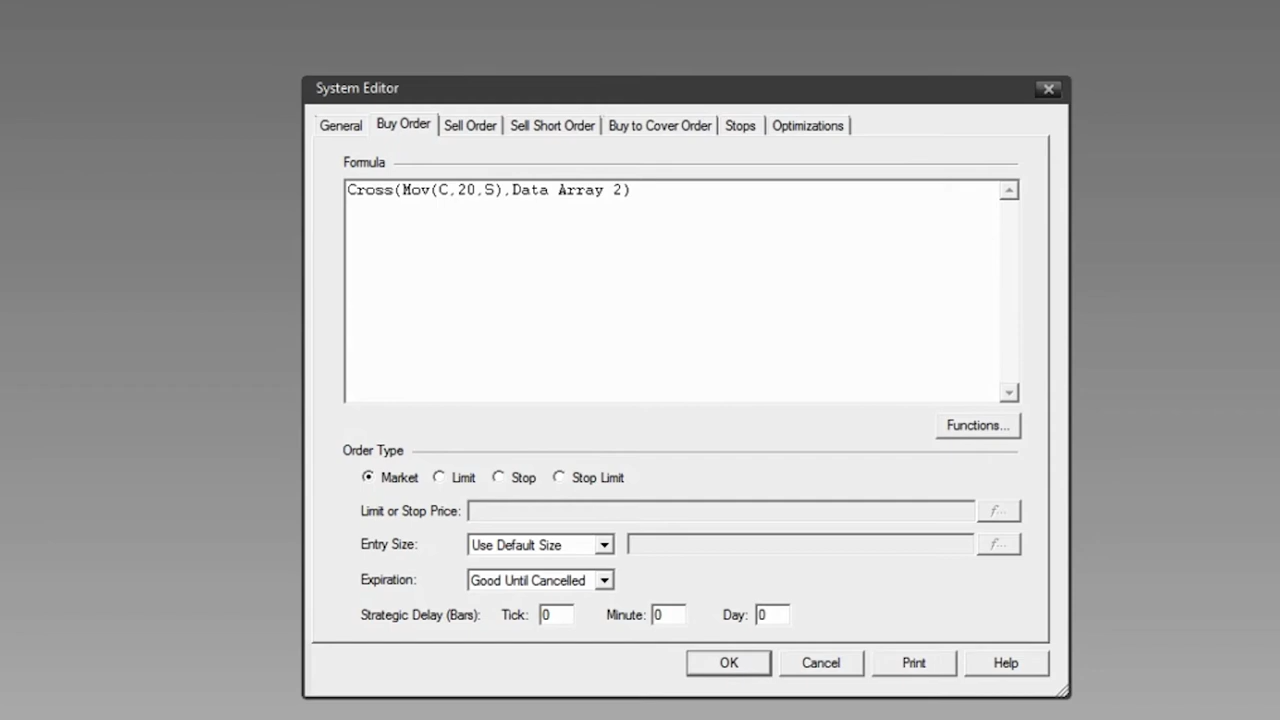 System Editor
General Buy Order Sell Order Sell Short Order Buy to Cover Order Stops Optimizations
Formula
Cross(Mov(C,20,S),Data Array 2)
Functions...
Order Type
Market Limit Stop Stop Limit
Limit or Stop Price: f...
Entry Size: Use Default Size f...
Expiration: Good Until Cancelled
Strategic Delay (Bars): Tick: 0 Minute: 0 Day: 0
OK Cancel Print Help